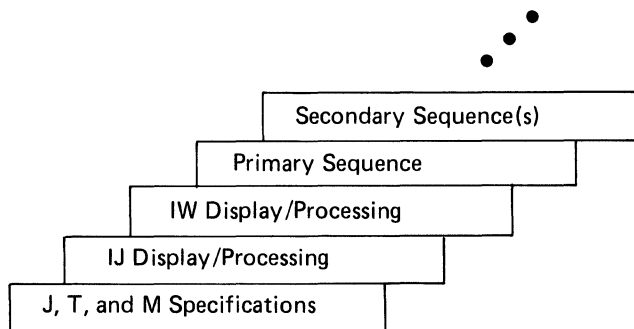 Secondary Sequence(s)
Primary Sequence
IW Display/Processing
IJ Display/Processing
J, T, and M Specifications